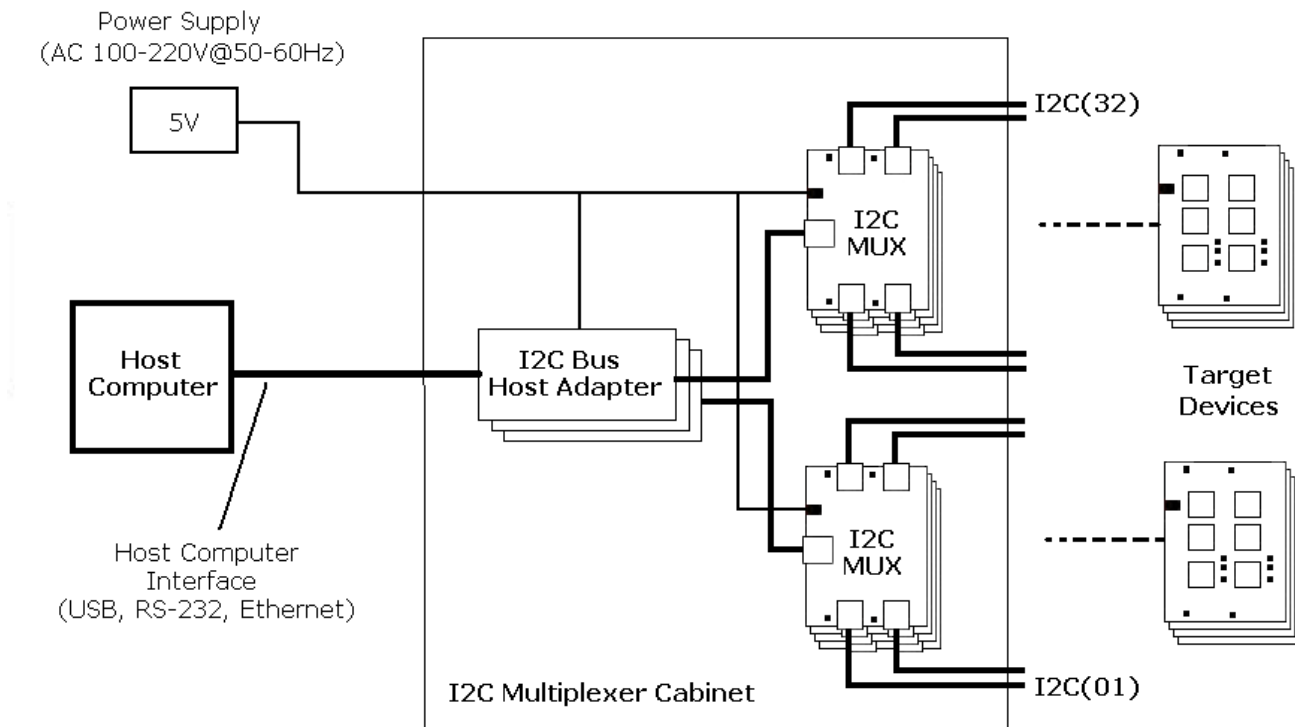 Power Supply
(AC 100-220V@50-60Hz)
5V
I2C(32)
I2C
MUX
Host
Computer
I2C Bus
Host Adapter
Target
Devices
I2C
MUX
Host Computer
Interface
(USB, RS-232, Ethernet)
I2C Multiplexer Cabinet
I2C(01)